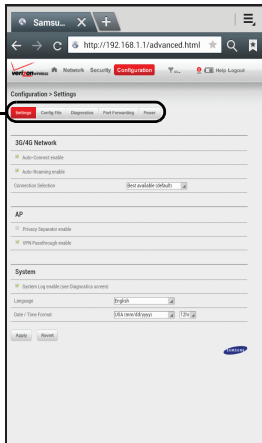 Samsu...
http://192.168.1.1/advanced.html
verizonwireless Network Security Configuration Help Logout
Configuration > Settings
Settings Config File Diagnostics Port Forwarding Power
3G/4G Network
Auto-Connect enable
Auto-Roaming enable
Connection Selection Best available (default)
AP
Privacy Separator enable
VPN Passthrough enable
System
System Log enable (see Diagnostics screen)
Language English
Date / Time Format USA (mm/dd/yyyy) 12hr
Apply Revert
SAMSUNG